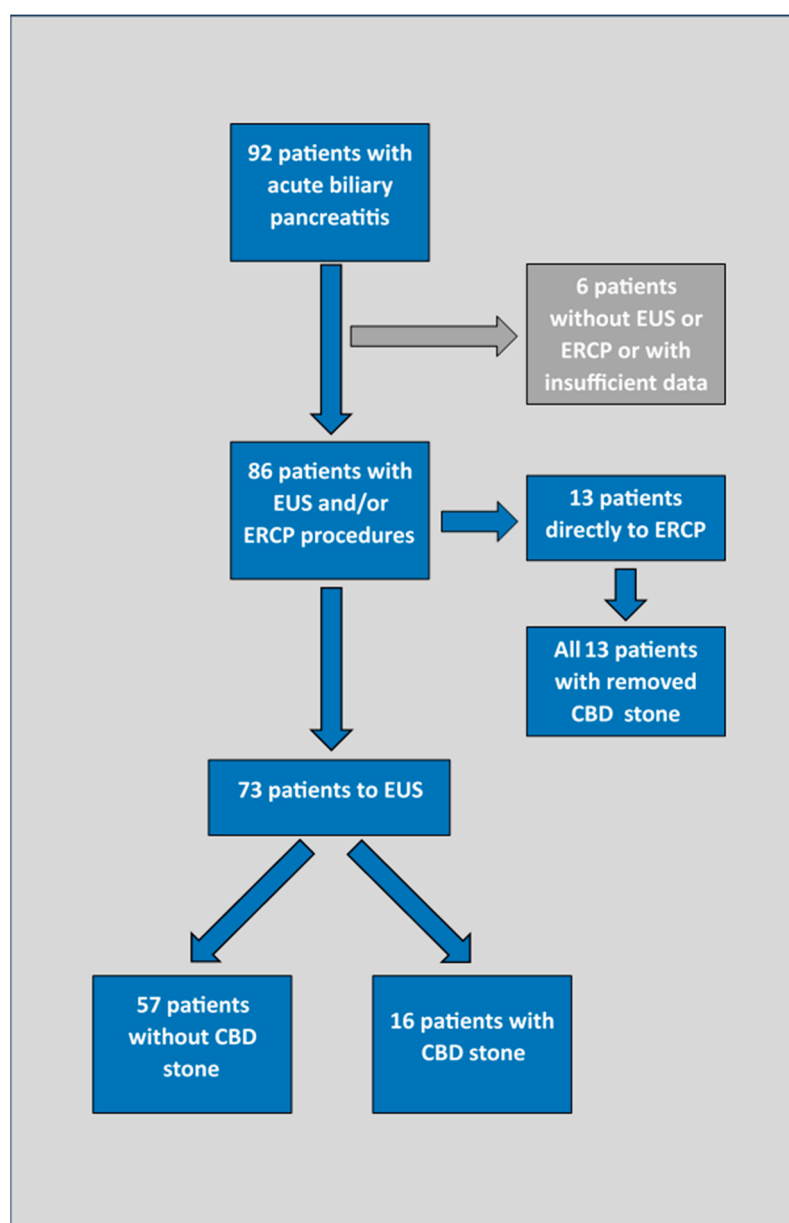 92 patients with
acute biliary
pancreatitis
6 patients
without EUS or
ERCP or with
insufficient data
86 patients with
EUS and/or
ERCP procedures
13 patients
directly to ERCP
All 13 patients
with removed
CBD stone
73 patients to EUS
57 patients
without CBD
stone
16 patients with
CBD stone